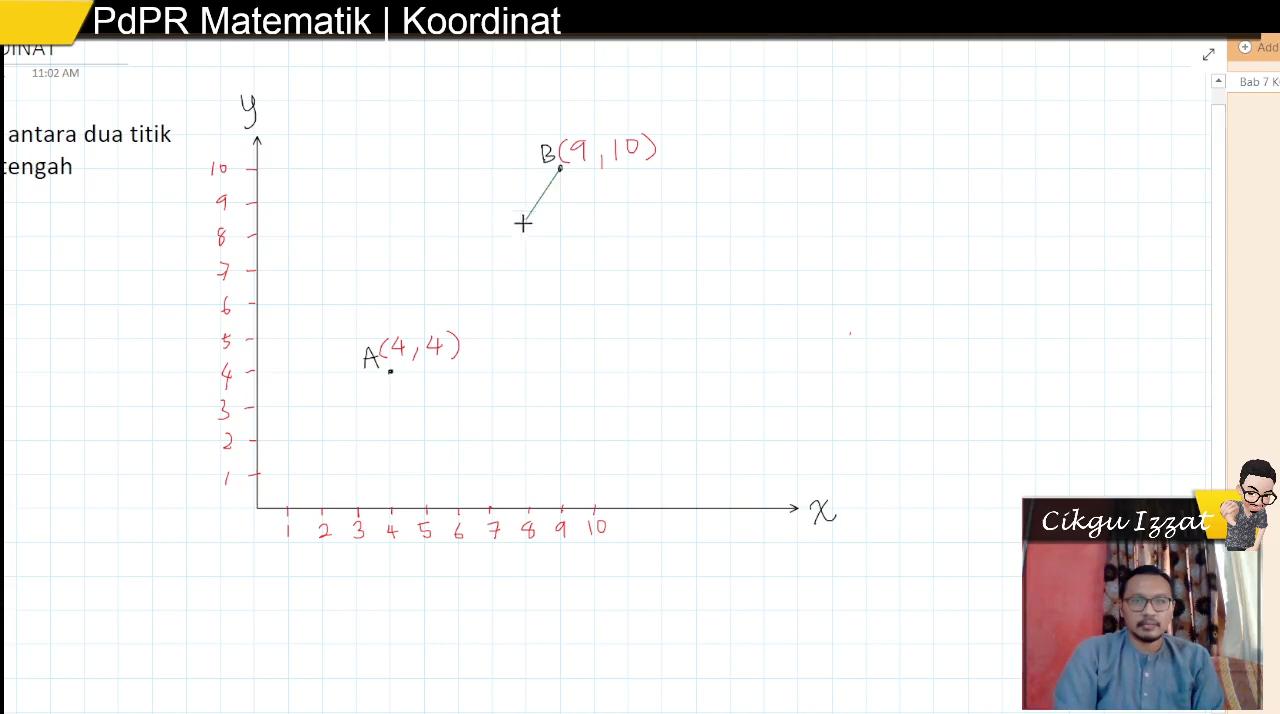 PdPR Matematik | Koordinat
DINAT
11:02 AM
antara dua titik
tengah
Add
Bab 7 K
y
B(9,10)
10
9
8
7
6
5
A(4,4)
4
3
2
1
1 2 3 4 5 6 7 8 9 10
x
Cikgu Izzat